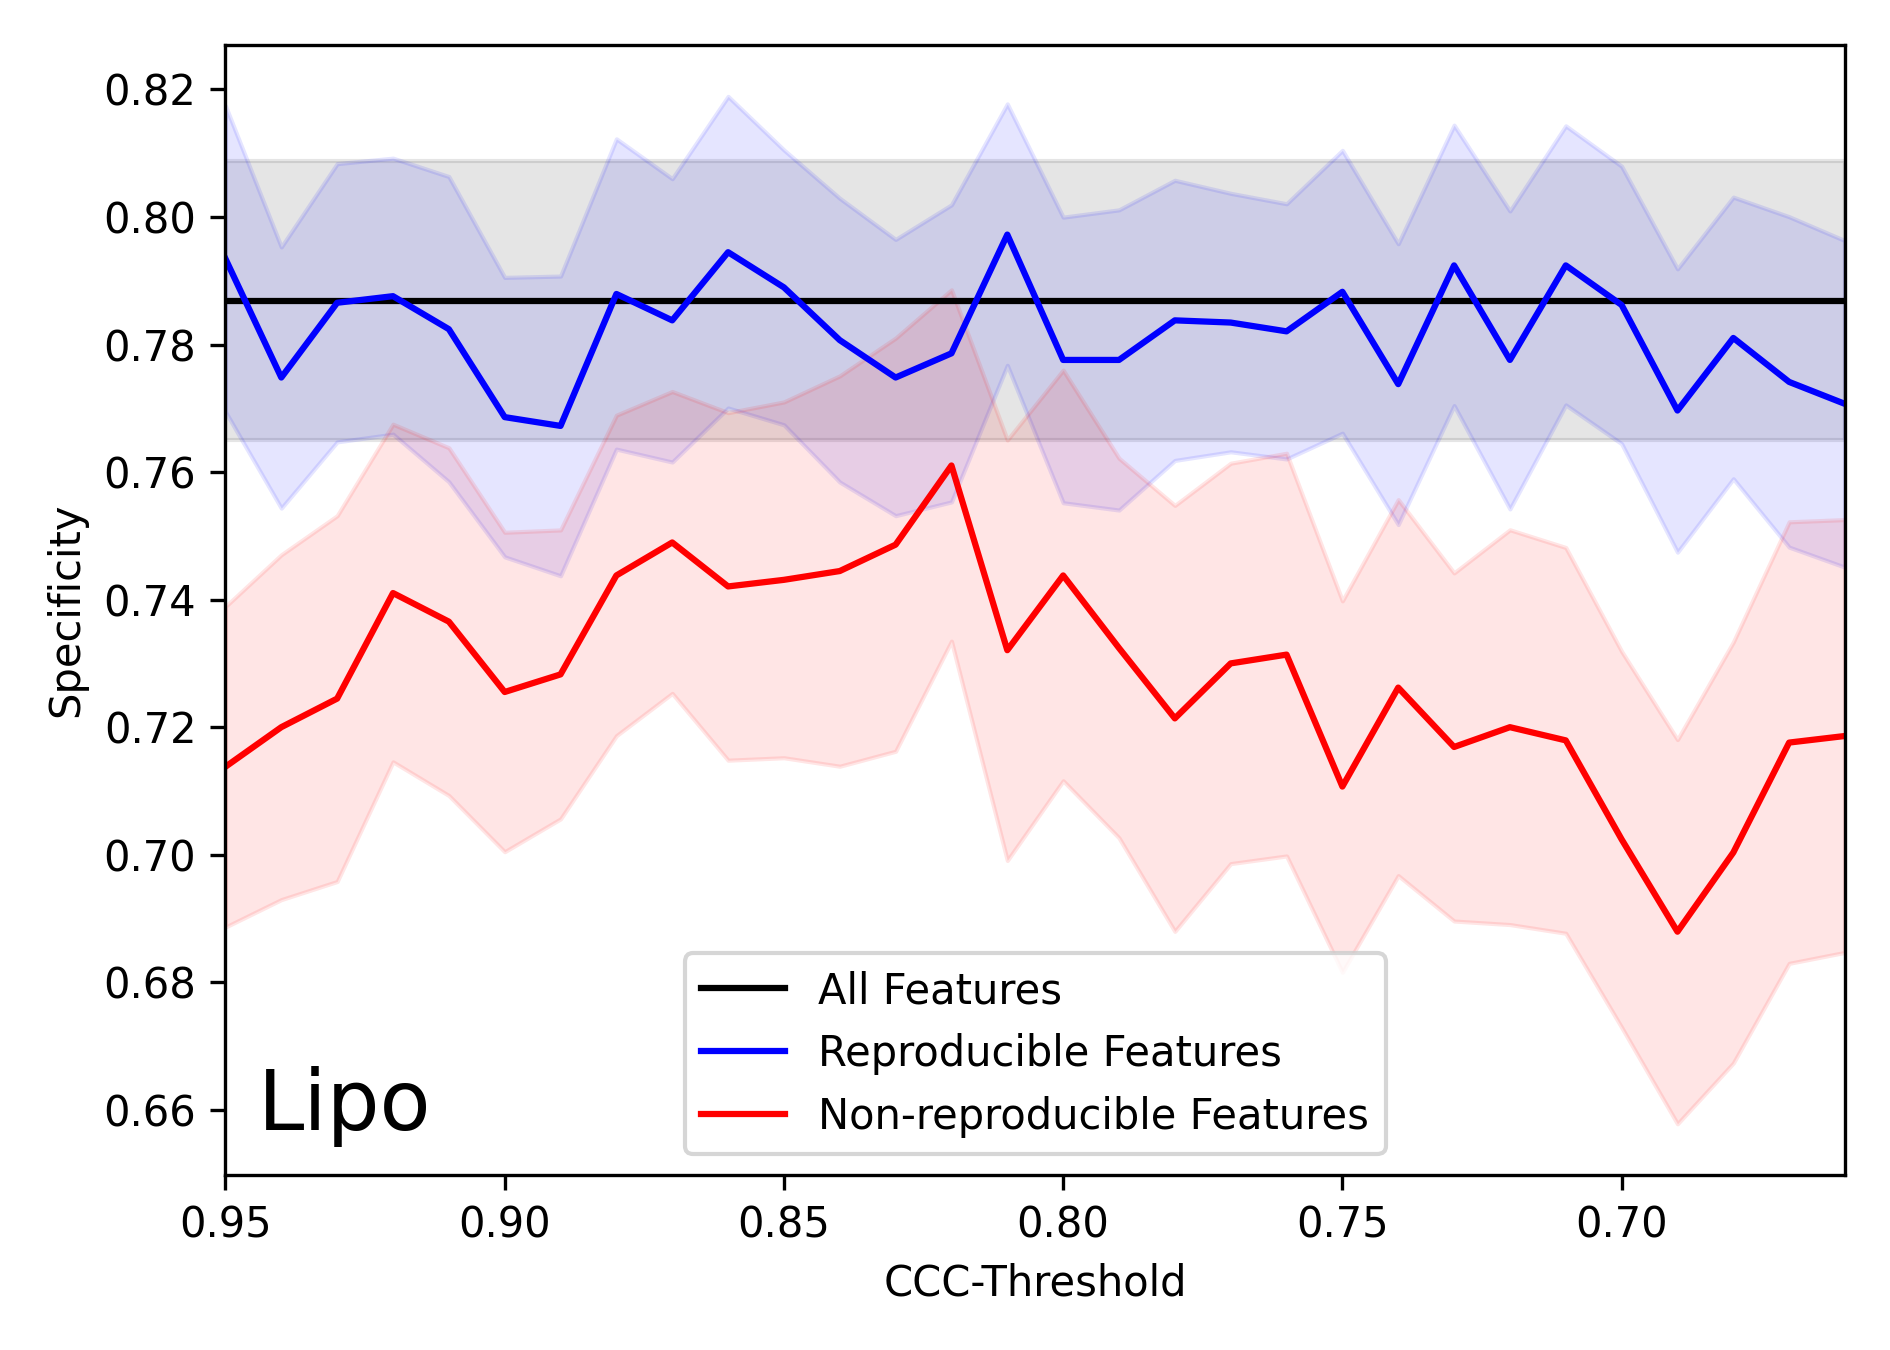 0.82
0.80
0.78
0.76
0.74
0.72
0.70
0.68
0.66
Specificity
Lipo
All Features
Reproducible Features
Non-reproducible Features
0.95 0.90 0.85 0.80 0.75 0.70
CCC-Threshold